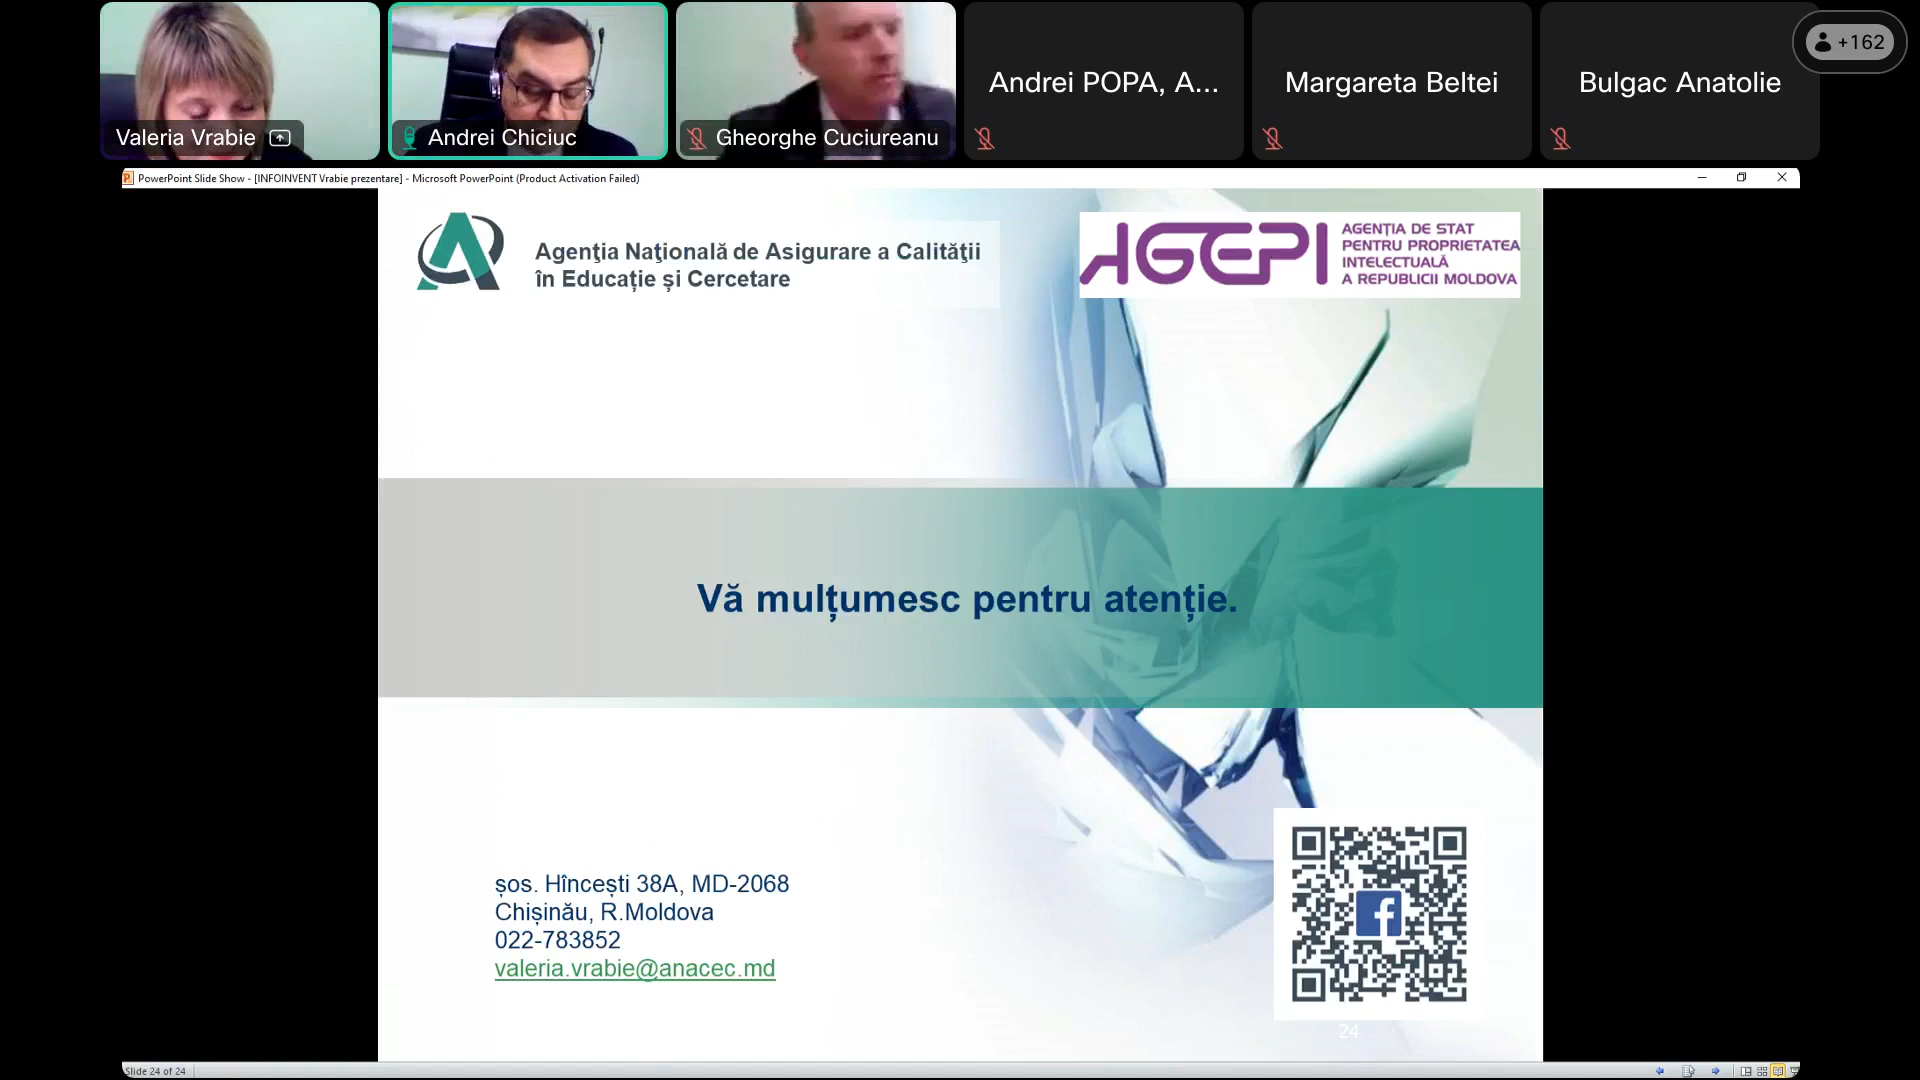 Valeria Vrabie
Andrei Chiciuc
Gheorghe Cuciureanu
Andrei POPA, A...
Margareta Beltei
Bulgac Anatolie
+162
PowerPoint Slide Show - [INFOINVENT Vrabie prezentare] - Microsoft PowerPoint (Product Activation Failed)
Agenţia Naţională de Asigurare a Calităţii
în Educație și Cercetare
AGEPI
AGENȚIA DE STAT
PENTRU PROPRIETATEA
INTELECTUALĂ
A REPUBLICII MOLDOVA
Vă mulțumesc pentru atenție.
șos. Hîncești 38A, MD-2068
Chișinău, R.Moldova
022-783852
valeria.vrabie@anacec.md
f
24
Slide 24 of 24